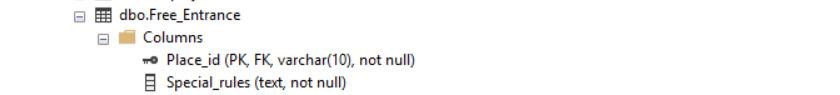 dbo.Free_Entrance
Columns
Place_id (PK, FK, varchar(10), not null)
Special_rules (text, not null)